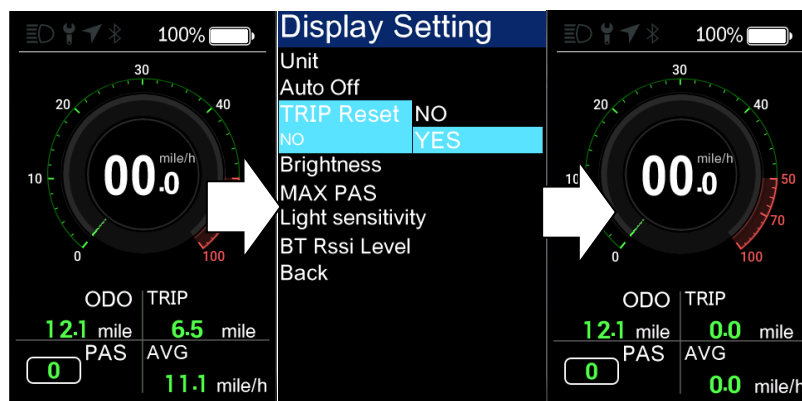 100%
30
20
40
mile/h
10
00.0
0
100
ODO
TRIP
12.1 mile
6.5 mile
PAS
AVG
0
11.1 mile/h
Display Setting
Unit
Auto Off
TRIP Reset NO
NO YES
Brightness
MAX PAS
Light sensitivity
BT Rssi Level
Back
100%
30
20
40
mile/h
10
00.0
50
70
0
100
ODO
TRIP
12.1 mile
0.0 mile
PAS
AVG
0
0.0 mile/h